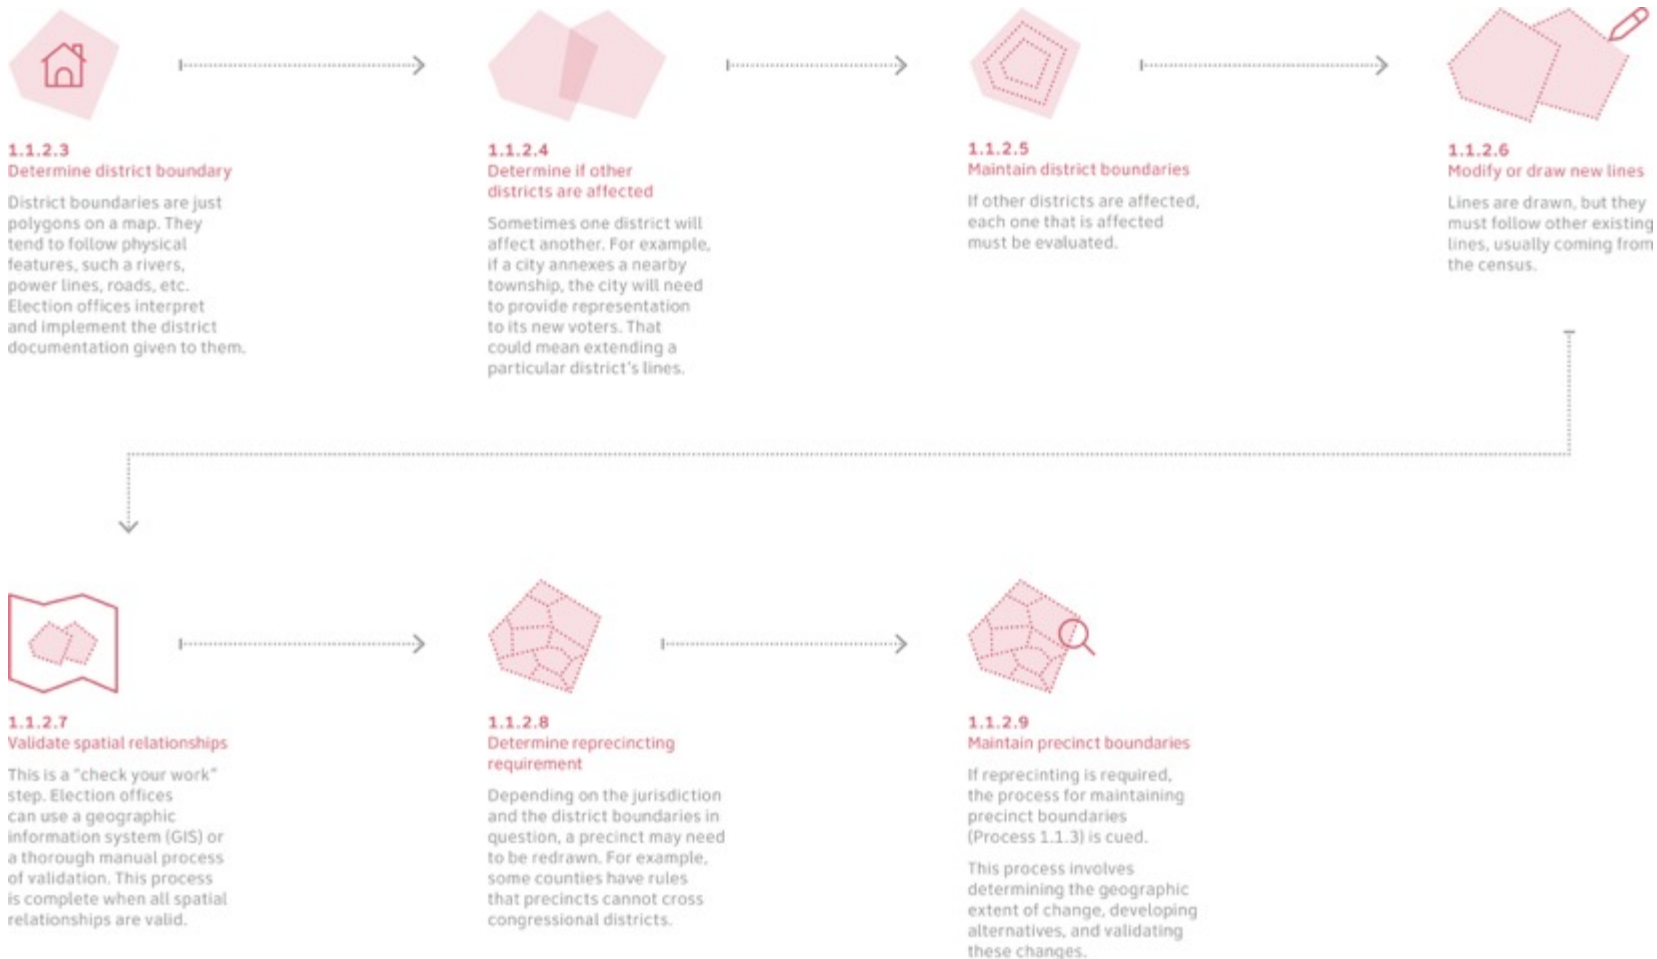 1.1.2.3
Determine district boundary
District boundaries are just
polygons on a map. They
tend to follow physical
features, such a rivers,
power lines, roads, etc.
Election offices interpret
and implement the district
documentation given to them.
1.1.2.4
Determine if other
districts are affected
Sometimes one district will
affect another. For example,
if a city annexes a nearby
township, the city will need
to provide representation
to its new voters. That
could mean extending a
particular district's lines.
1.1.2.5
Maintain district boundaries
If other districts are affected,
each one that is affected
must be evaluated.
1.1.2.6
Modify or draw new lines
Lines are drawn, but they
must follow other existing
lines, usually coming from
the census.
1.1.2.7
Validate spatial relationships
This is a "check your work"
step. Election offices
can use a geographic
information system (GIS) or
a thorough manual process
of validation. This process
is complete when all spatial
relationships are valid.
1.1.2.8
Determine reprecincting
requirement
Depending on the jurisdiction
and the district boundaries in
question, a precinct may need
to be redrawn. For example,
some counties have rules
that precincts cannot cross
congressional districts.
1.1.2.9
Maintain precinct boundaries
If reprecinting is required,
the process for maintaining
precinct boundaries
(Process 1.1.3) is cued.
This process involves
determining the geographic
extent of change, developing
alternatives, and validating
these changes.